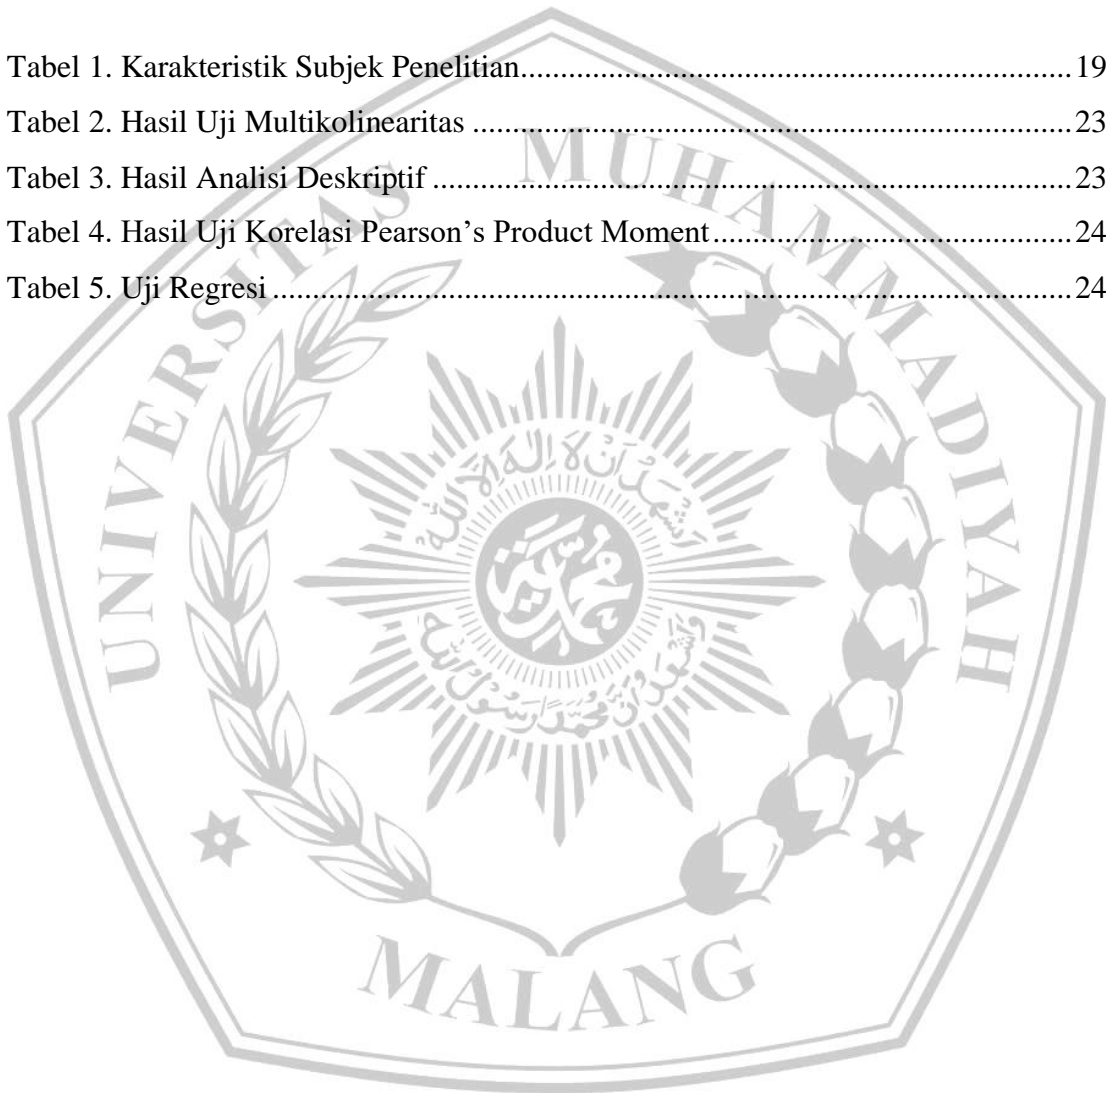 Tabel 1. Karakteristik Subjek Penelitian.....................................................................19
Tabel 2. Hasil Uji Multikolinearitas ...........................................................................23
Tabel 3. Hasil Analisi Deskriptif ................................................................................23
Tabel 4. Hasil Uji Korelasi Pearson’s Product Moment.............................................24
Tabel 5. Uji Regresi ....................................................................................................24
UNIVERSITAS MUHAMMADIYAH
MALANG